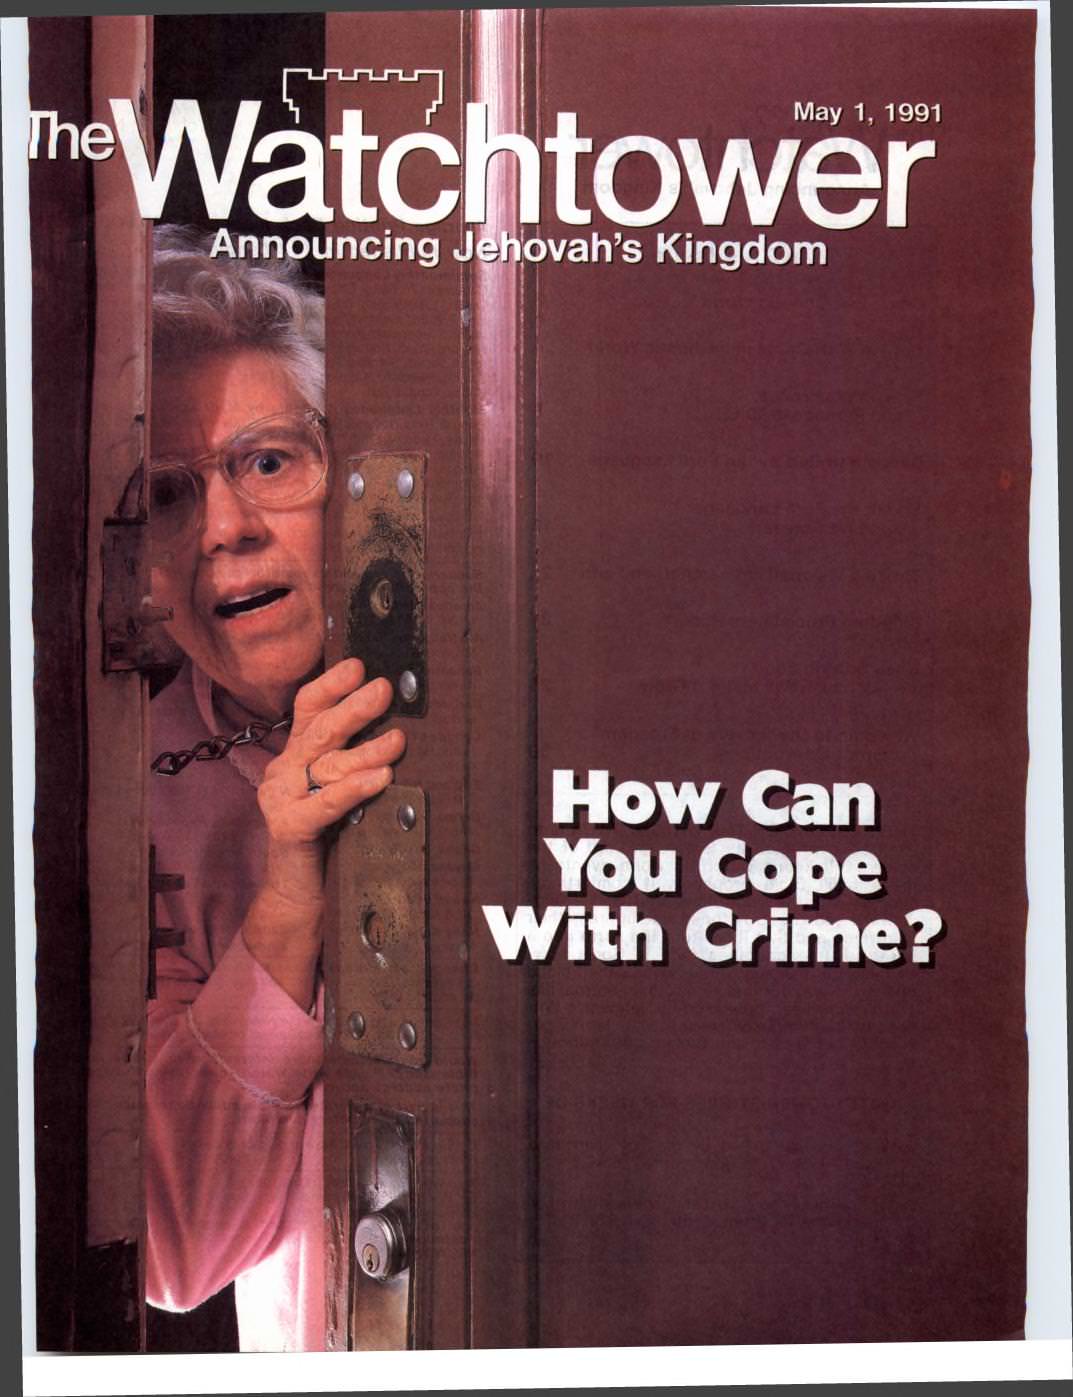 The Watchtower
May 1, 1991
Announcing Jehovah's Kingdom
How Can
You Cope
With Crime?